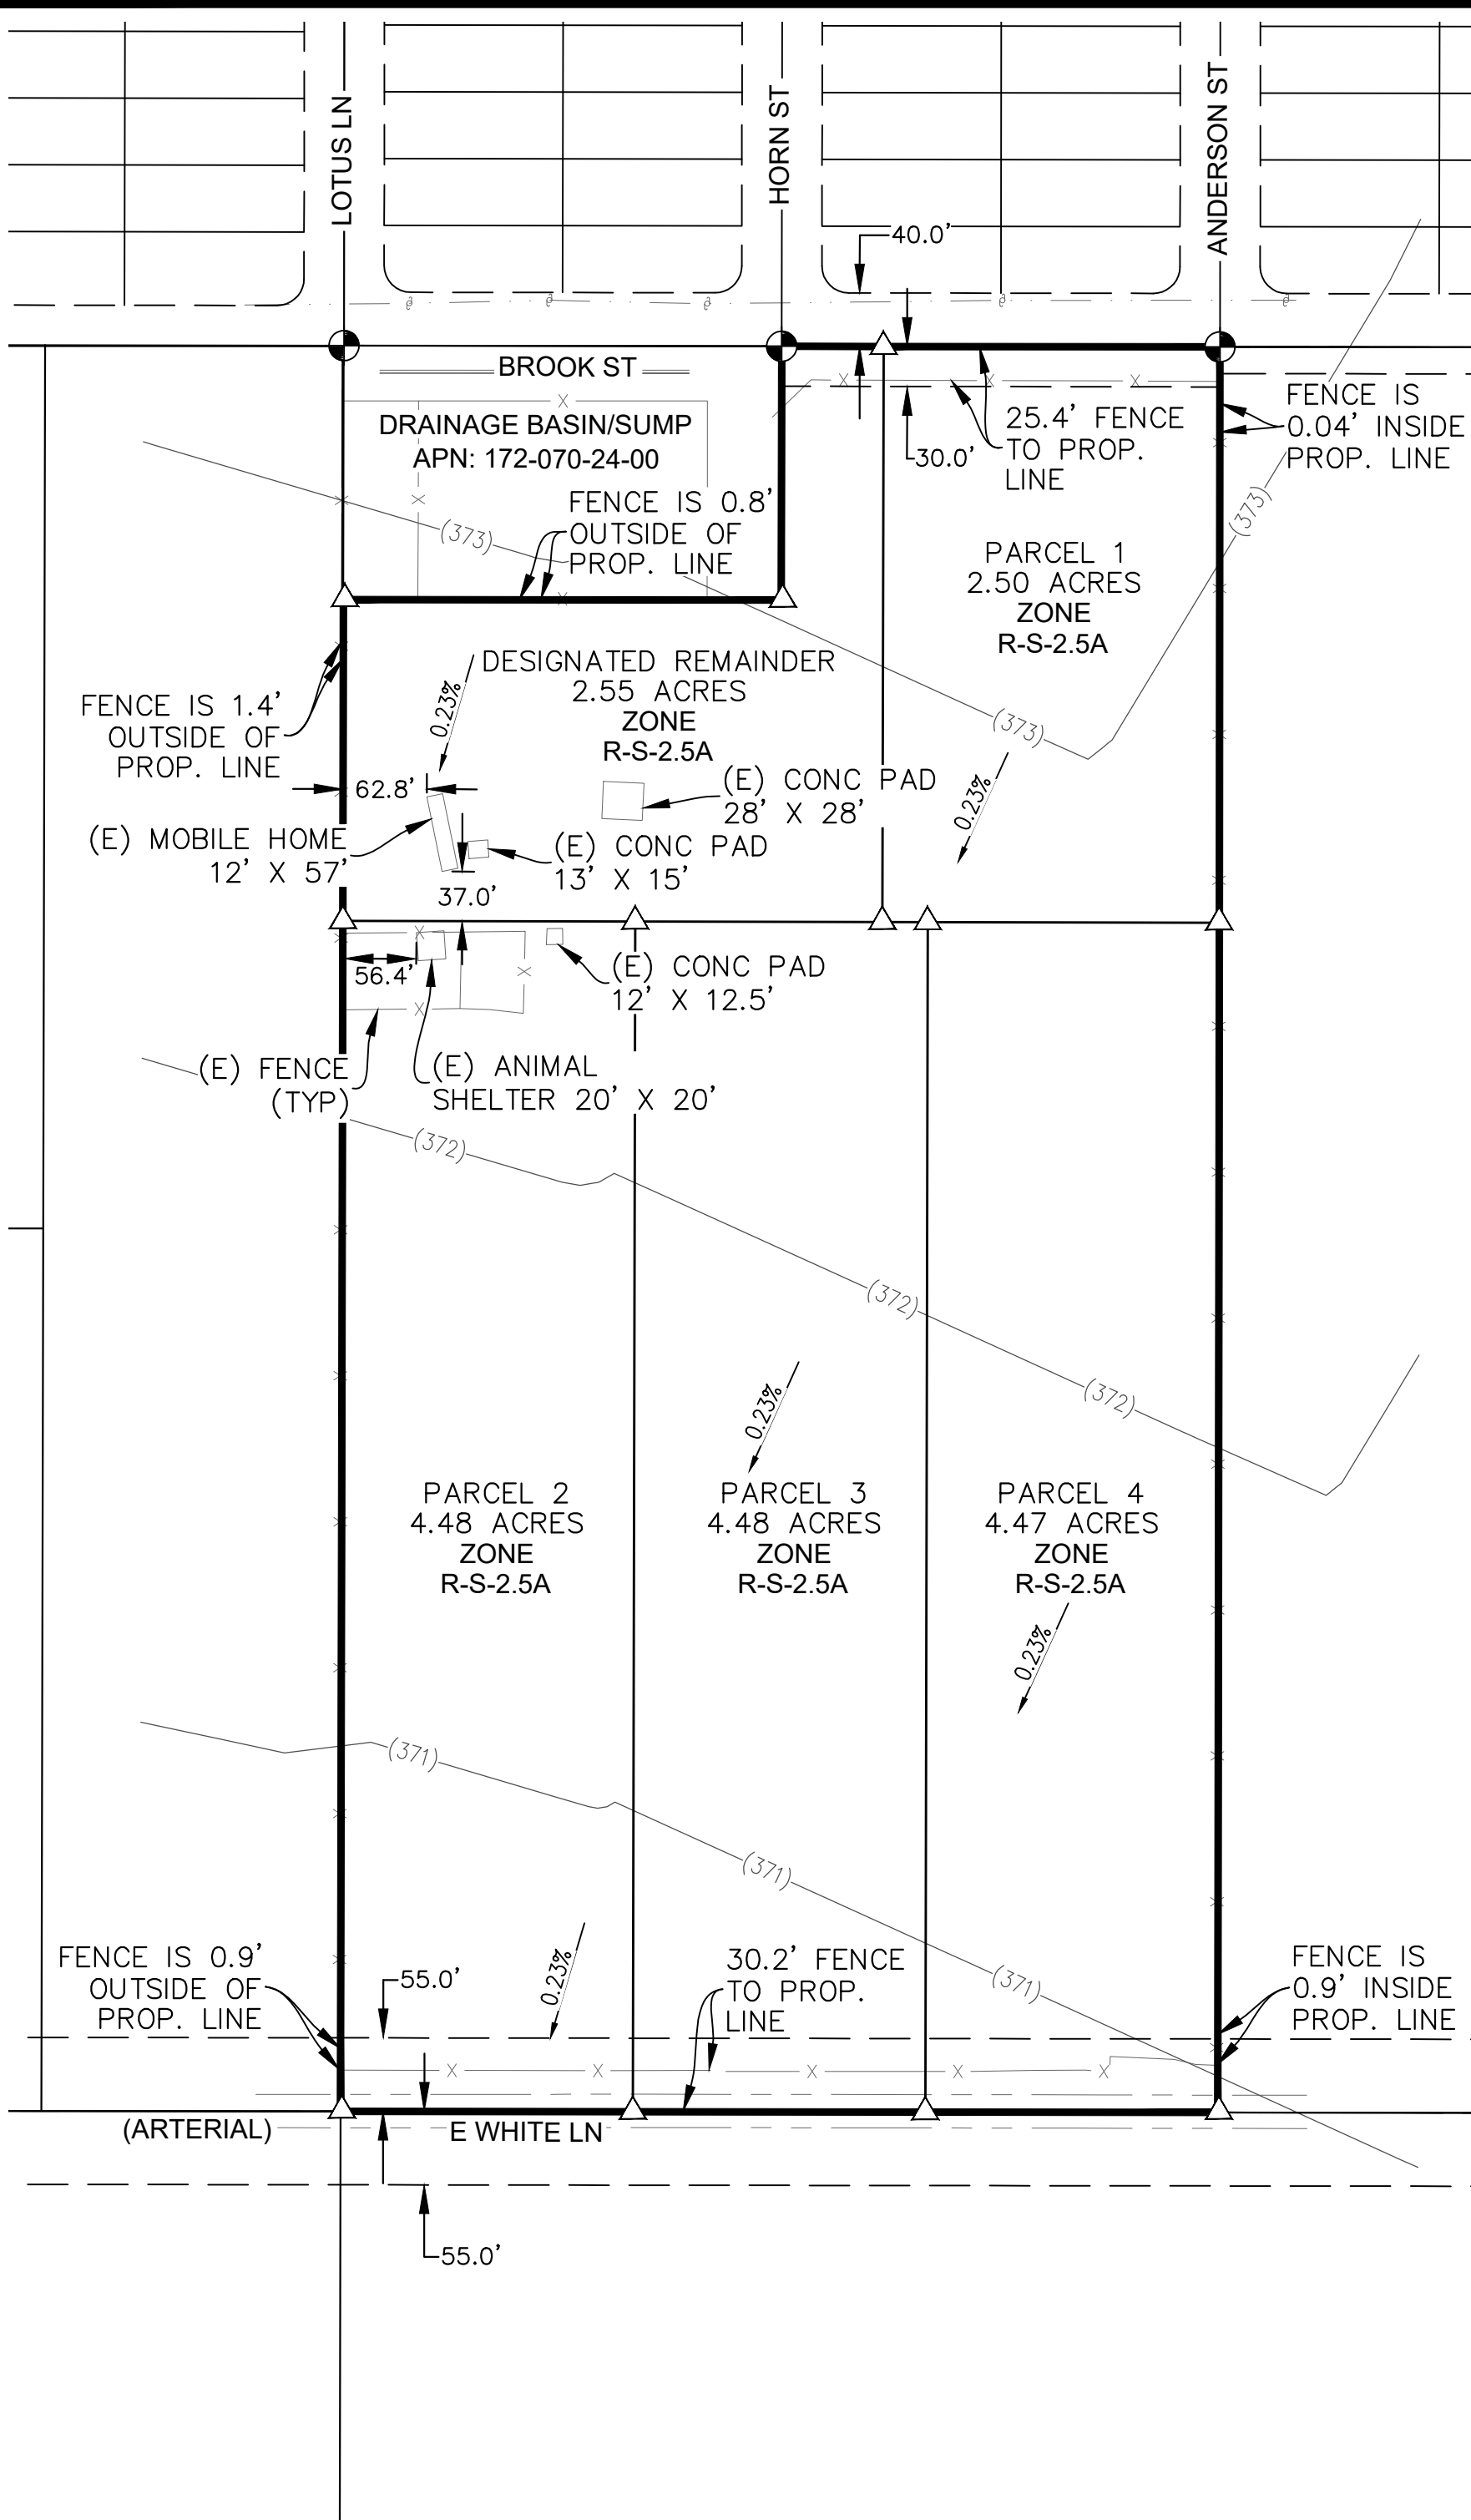 LOTUS LN
HORN ST
ANDERSON ST
40.0'
BROOK ST
DRAINAGE BASIN/SUMP
APN: 172-070-24-00
30.0'
25.4' FENCE
TO PROP.
LINE
FENCE IS
0.04' INSIDE
PROP. LINE
FENCE IS 0.8'
OUTSIDE OF
PROP. LINE
(373)
(373)
PARCEL 1
2.50 ACRES
ZONE
R-S-2.5A
DESIGNATED REMAINDER
2.55 ACRES
ZONE
R-S-2.5A
0.23%
FENCE IS 1.4'
OUTSIDE OF
PROP. LINE
(373)
62.8'
(E) CONC PAD
28' X 28'
0.23%
(E) MOBILE HOME
12' X 57'
(E) CONC PAD
13' X 15'
37.0'
56.4'
(E) CONC PAD
12' X 12.5'
(E) FENCE
(TYP)
(E) ANIMAL
SHELTER 20' X 20'
(372)
(372)
(372)
0.23%
PARCEL 2
4.48 ACRES
ZONE
R-S-2.5A
PARCEL 3
4.48 ACRES
ZONE
R-S-2.5A
PARCEL 4
4.47 ACRES
ZONE
R-S-2.5A
0.23%
(371)
(371)
(371)
FENCE IS 0.9'
OUTSIDE OF
PROP. LINE
55.0'
0.23%
30.2' FENCE
TO PROP.
LINE
FENCE IS
0.9' INSIDE
PROP. LINE
(ARTERIAL)
E WHITE LN
55.0'